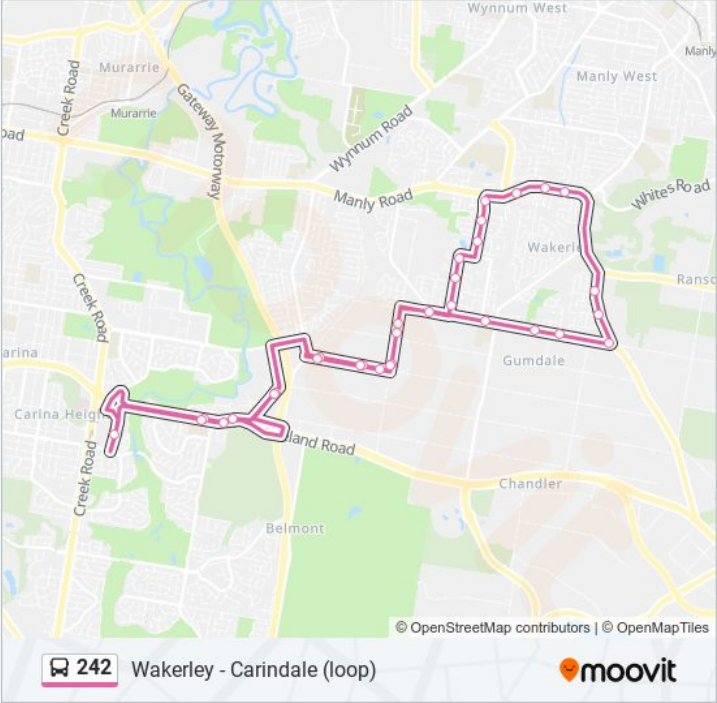 Wynnum West
Manly
Murarrie
Manly West
Creek Road
Gateway Motorway
Murarrie
Wynnum Road
oad
Manly Road
Whites Road
Wakerle
Ransc
Creek Road
arina
Gumdale
Carina Heigh
land Road
Creek Road
Chandler
Belmont
© OpenStreetMap contributors | © OpenMapTiles
242 Wakerley - Carindale (loop)
moovit